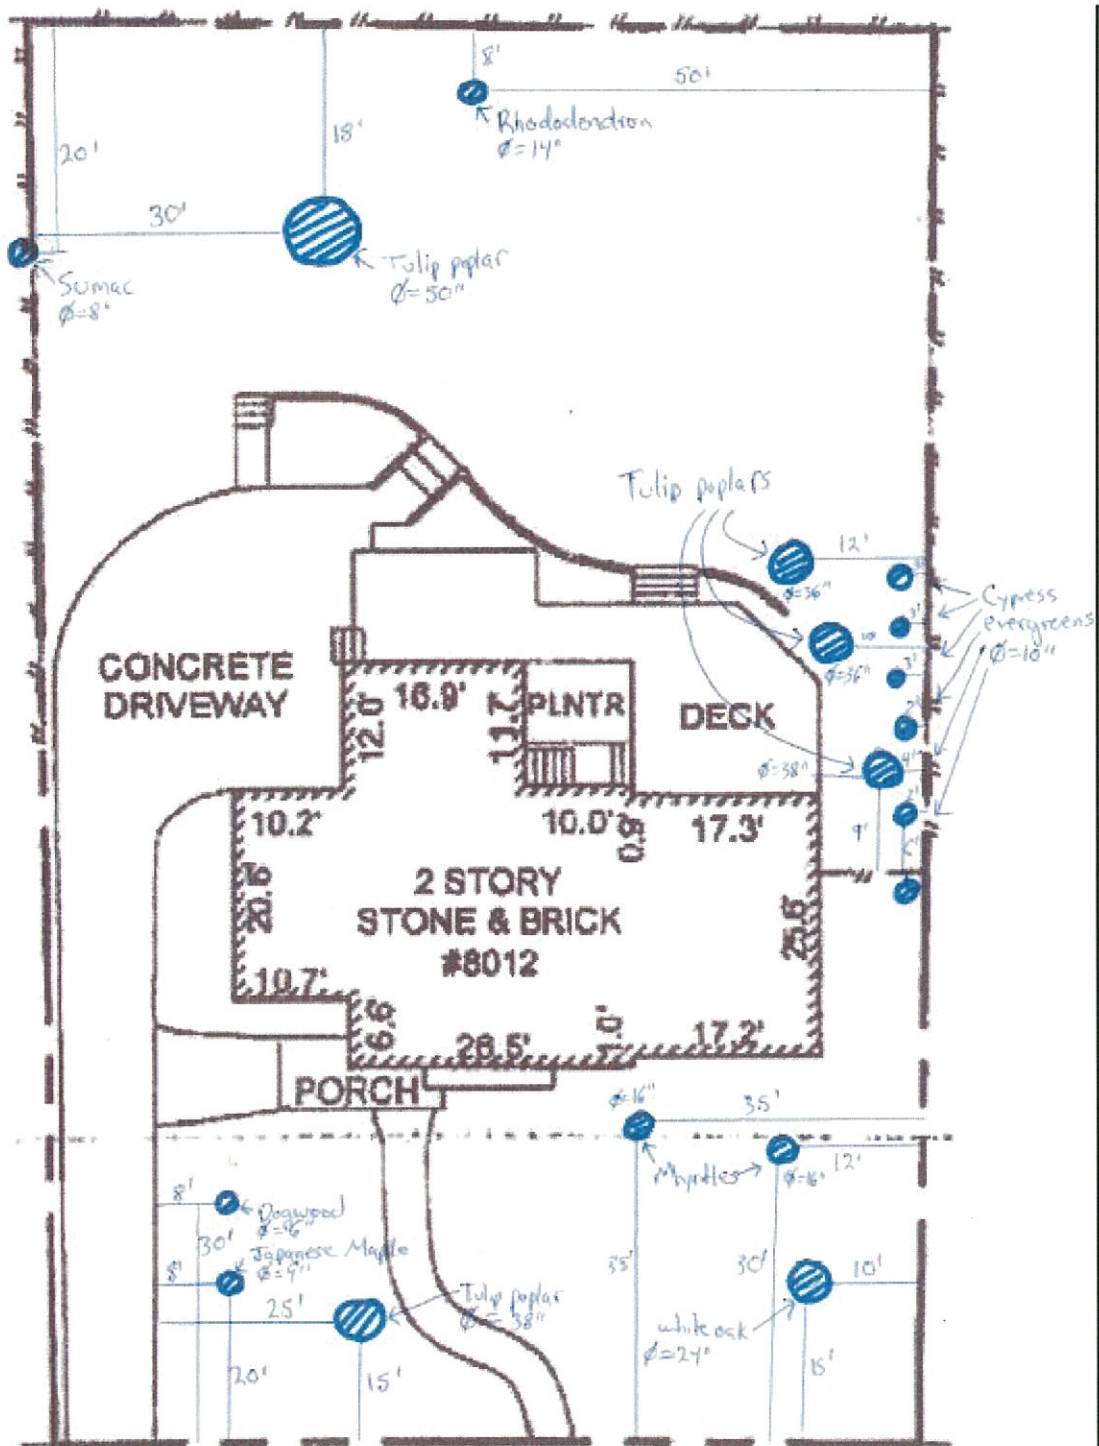 8'
50'
Rhododendron
Ø=14"
20'
18'
30'
Tulip poplar
Ø=50"
Sumac
Ø=8'
Tulip poplars
12'
Ø=36"
Cypress
evergreens
Ø=10"
3'
3'
Ø=36"
CONCRETE
DRIVEWAY
16.9'
12.0'
11.7'
PLNTR
DECK
Ø=38"
4'
2'
10.2'
10.0'
17.3'
9'
2 STORY
STONE & BRICK
#8012
20.6'
25.6'
10.7'
6.6'
26.5'
1.0'
17.2'
PORCH
Ø=16"
35'
Myrtles
Ø=16"
12'
8'
Dogwood
30'
Japanese Maple
8'
35'
30'
10'
25'
Tulip poplar
Ø=38"
white oak
Ø=24"
20'
15'
15'